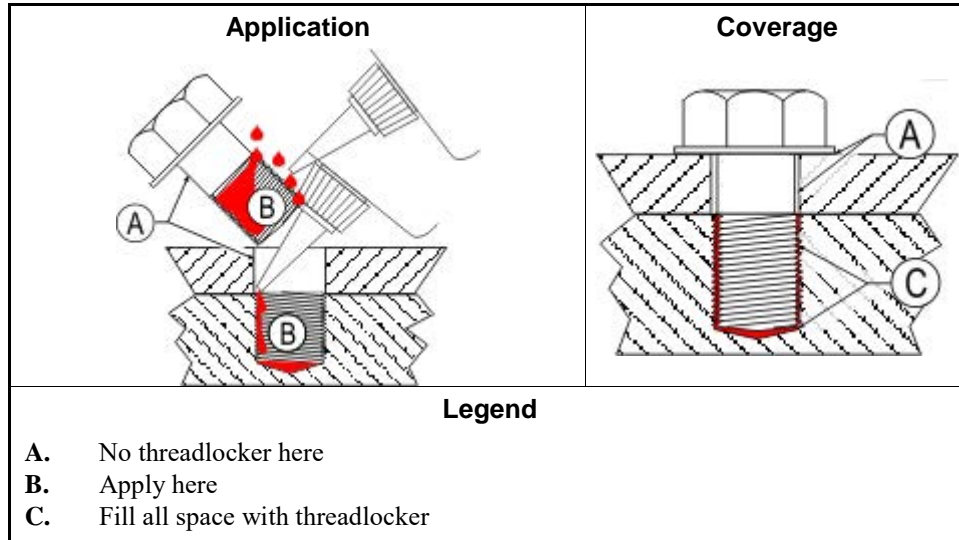 Application
Coverage
A
B
B
A
C
Legend
A. No threadlocker here
B. Apply here
C. Fill all space with threadlocker